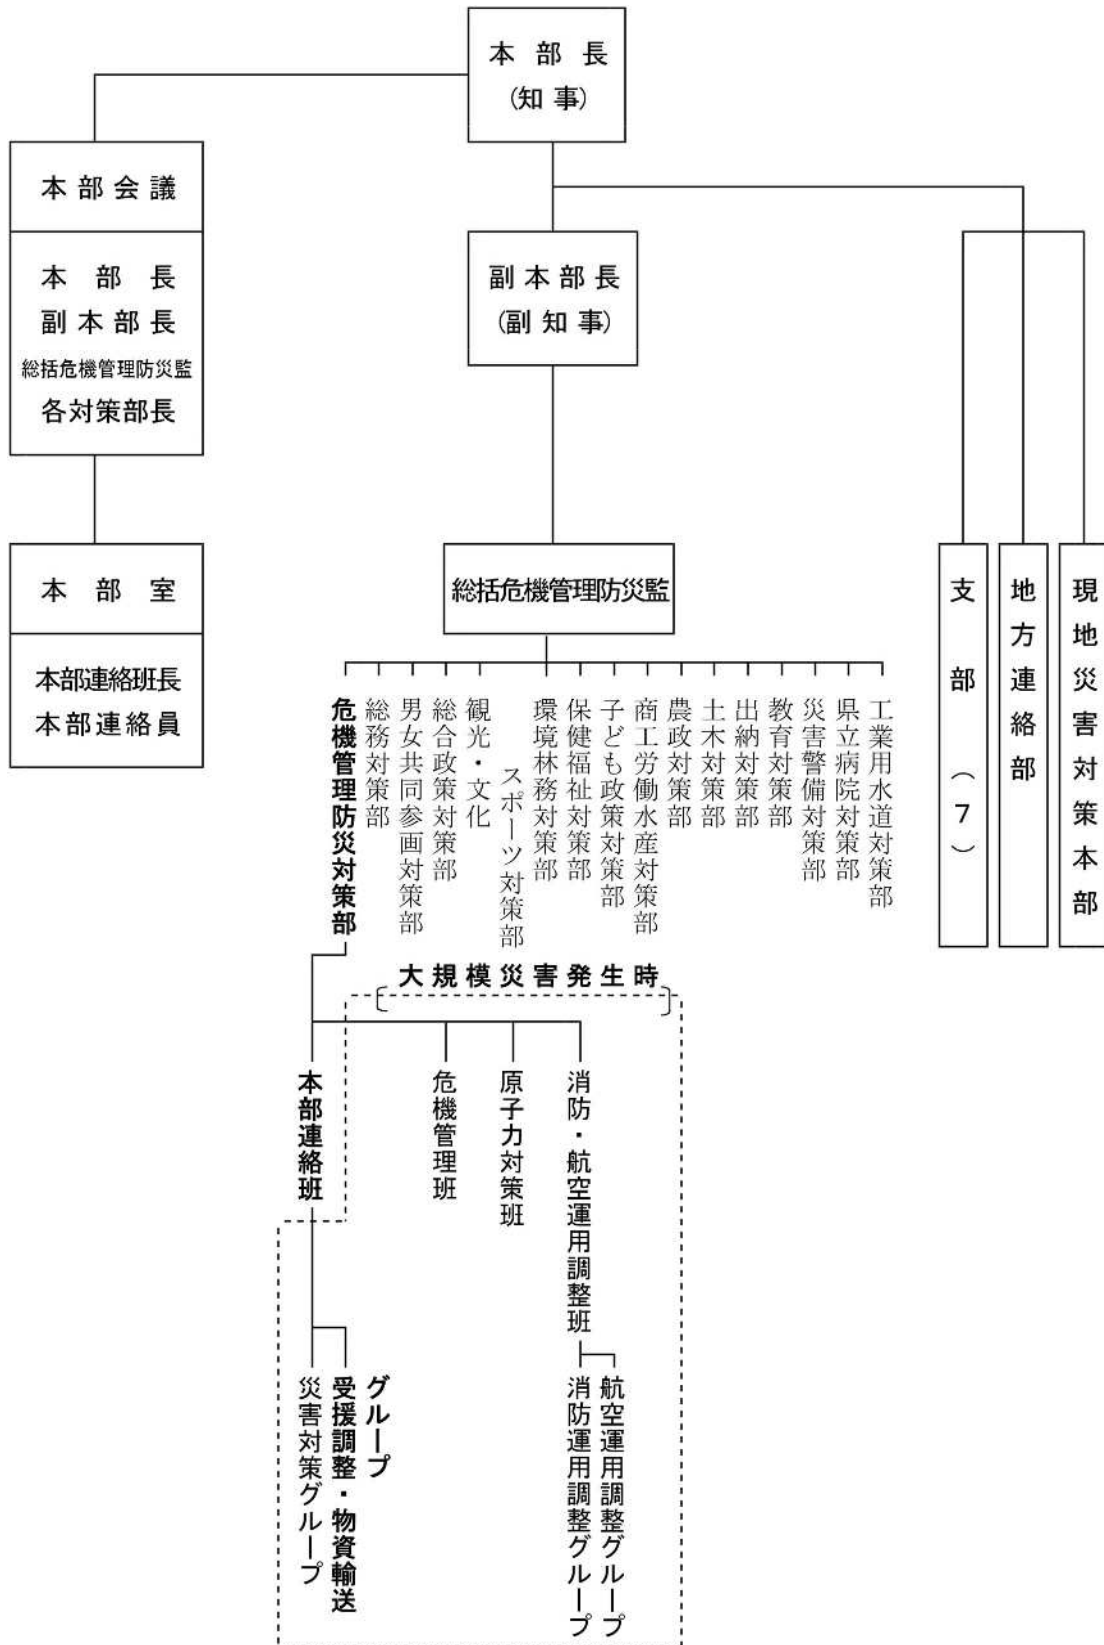 本部長
(知事)
本部会議
本部長
副本部長
総括危機管理防災監
各対策部長
副本部長
(副知事)
本部室
本部連絡班長
本部連絡員
総括危機管理防災監
支部(7)
地方連絡部
現地災害対策本部
危機管理防災対策部
総務対策部
男女共同参画対策部
総合政策対策部
観光・文化
スポーツ対策部
環境林務対策部
保健福祉対策部
子ども政策対策部
商工労働水産対策部
農政対策部
土木対策部
出納対策部
教育対策部
災害警備対策部
県立病院対策部
工業用水道対策部
(大規模災害発生時)
本部連絡班
危機管理班
原子力対策班
消防・航空運用調整班
災害対策グループ
受援調整・物資輸送
グループ
消防運用調整グループ
航空運用調整グループ